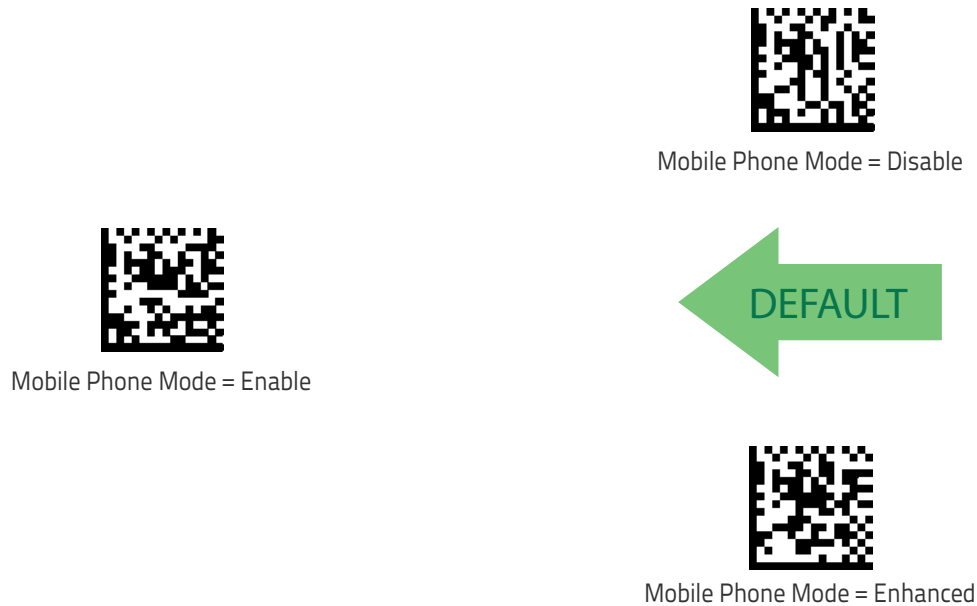 Mobile Phone Mode = Disable
DEFAULT
Mobile Phone Mode = Enable
Mobile Phone Mode = Enhanced